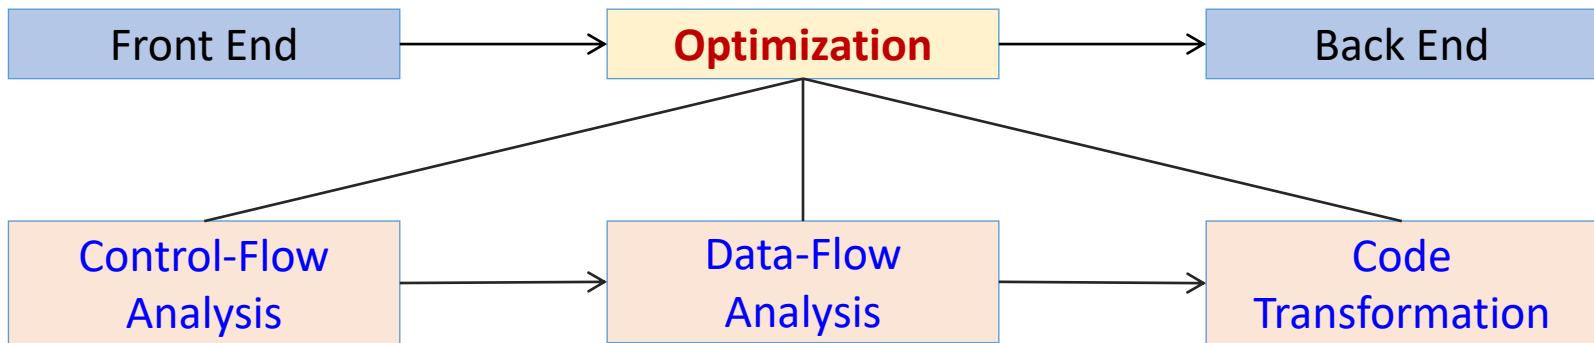 Front End
Optimization
Back End
Control-Flow
Analysis
Data-Flow
Analysis
Code
Transformation